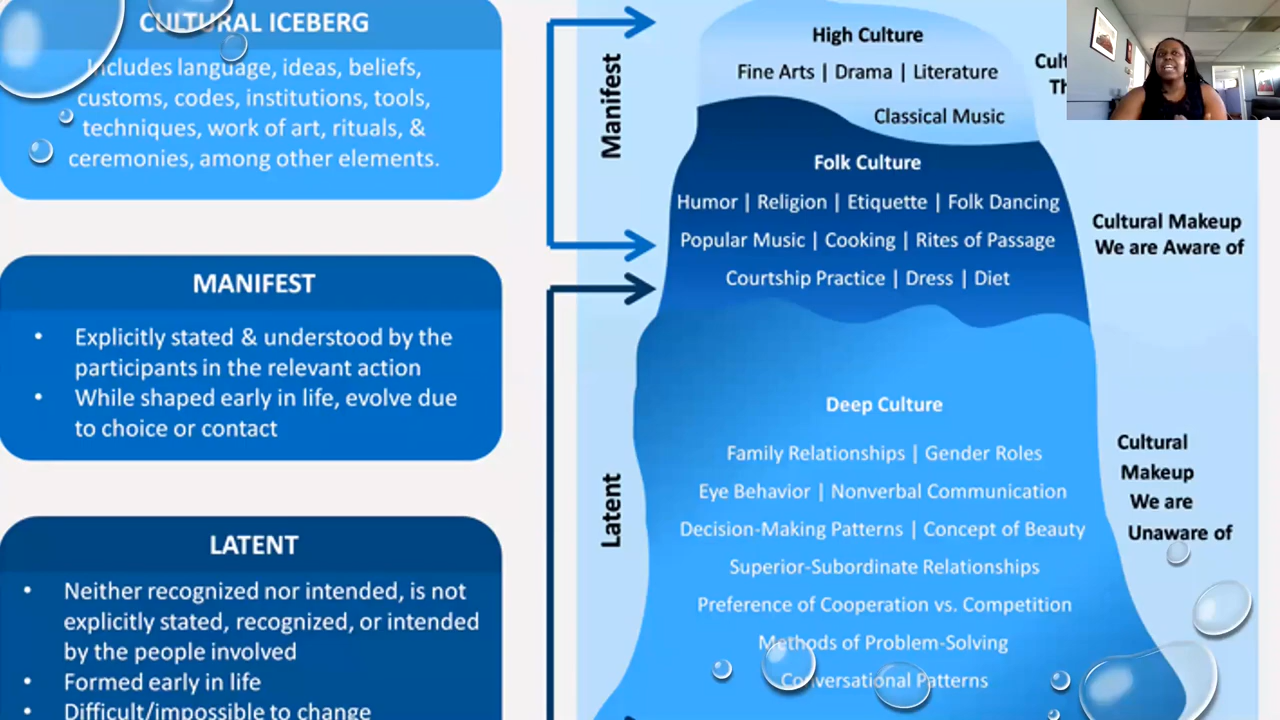 CULTURAL ICEBERG
Includes language, ideas, beliefs,
customs, codes, institutions, tools,
techniques, work of art, rituals, &
ceremonies, among other elements.
MANIFEST
• Explicitly stated & understood by the
participants in the relevant action
• While shaped early in life, evolve due
to choice or contact
LATENT
• Neither recognized nor intended, is not
explicitly stated, recognized, or intended
by the people involved
• Formed early in life
• Difficult/impossible to change
Manifest
Latent
High Culture
Fine Arts | Drama | Literature
Classical Music
Folk Culture
Humor | Religion | Etiquette | Folk Dancing
Popular Music | Cooking | Rites of Passage
Courtship Practice | Dress | Diet
Deep Culture
Family Relationships | Gender Roles
Eye Behavior | Nonverbal Communication
Decision-Making Patterns | Concept of Beauty
Superior-Subordinate Relationships
Preference of Cooperation vs. Competition
Methods of Problem-Solving
Conversational Patterns
Cultural Makeup
We are Aware of
Cultural
Makeup
We are
Unaware of